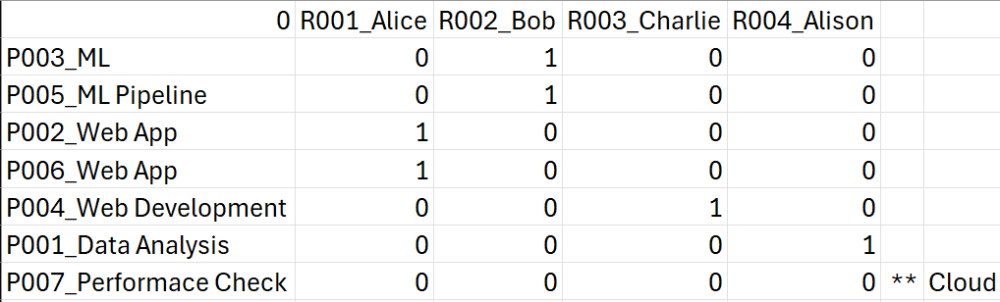 0 R001_Alice R002_Bob R003_Charlie R004_Alison
P003_ML 0 1 0 0
P005_ML Pipeline 0 1 0 0
P002_Web App 1 0 0 0
P006_Web App 1 0 0 0
P004_Web Development 0 0 1 0
P001_Data Analysis 0 0 0 1
P007_Performace Check 0 0 0 0 ** Cloud